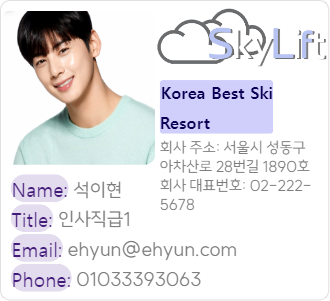 SkyLift
Korea Best Ski
Resort
회사 주소: 서울시 성동구
아차산로 28번길 1890호
회사 대표번호: 02-222-
5678
Name: 석이현
Title: 인사직급1
Email: ehyun@ehyun.com
Phone: 01033393063